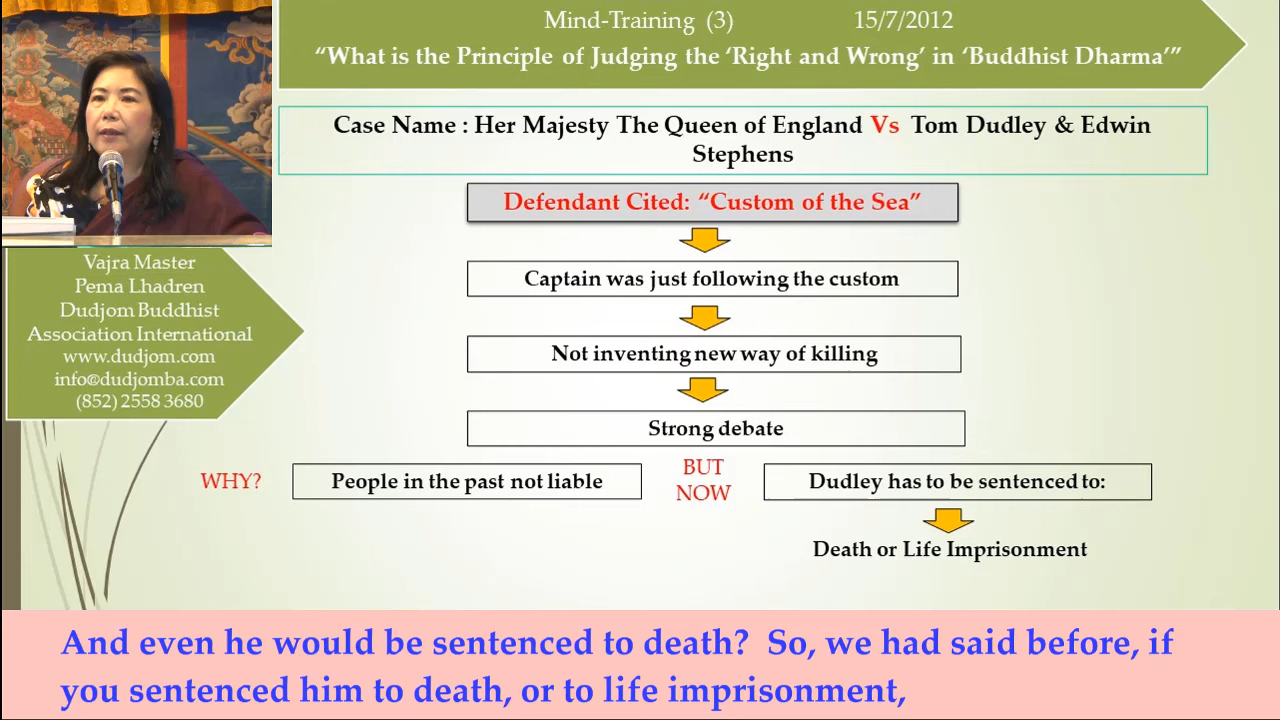 Mind-Training (3) 15/7/2012
“What is the Principle of Judging the ‘Right and Wrong’ in ‘Buddhist Dharma’”
Case Name : Her Majesty The Queen of England Vs Tom Dudley & Edwin
Stephens
Defendant Cited: “Custom of the Sea”
Captain was just following the custom
Not inventing new way of killing
Strong debate
WHY?
People in the past not liable
BUT
NOW
Dudley has to be sentenced to:
Death or Life Imprisonment
Vajra Master
Pema Lhadren
Dudjom Buddhist
Association International
www.dudjom.com
info@dudjomba.com
(852) 2558 3680
And even he would be sentenced to death? So, we had said before, if
you sentenced him to death, or to life imprisonment,